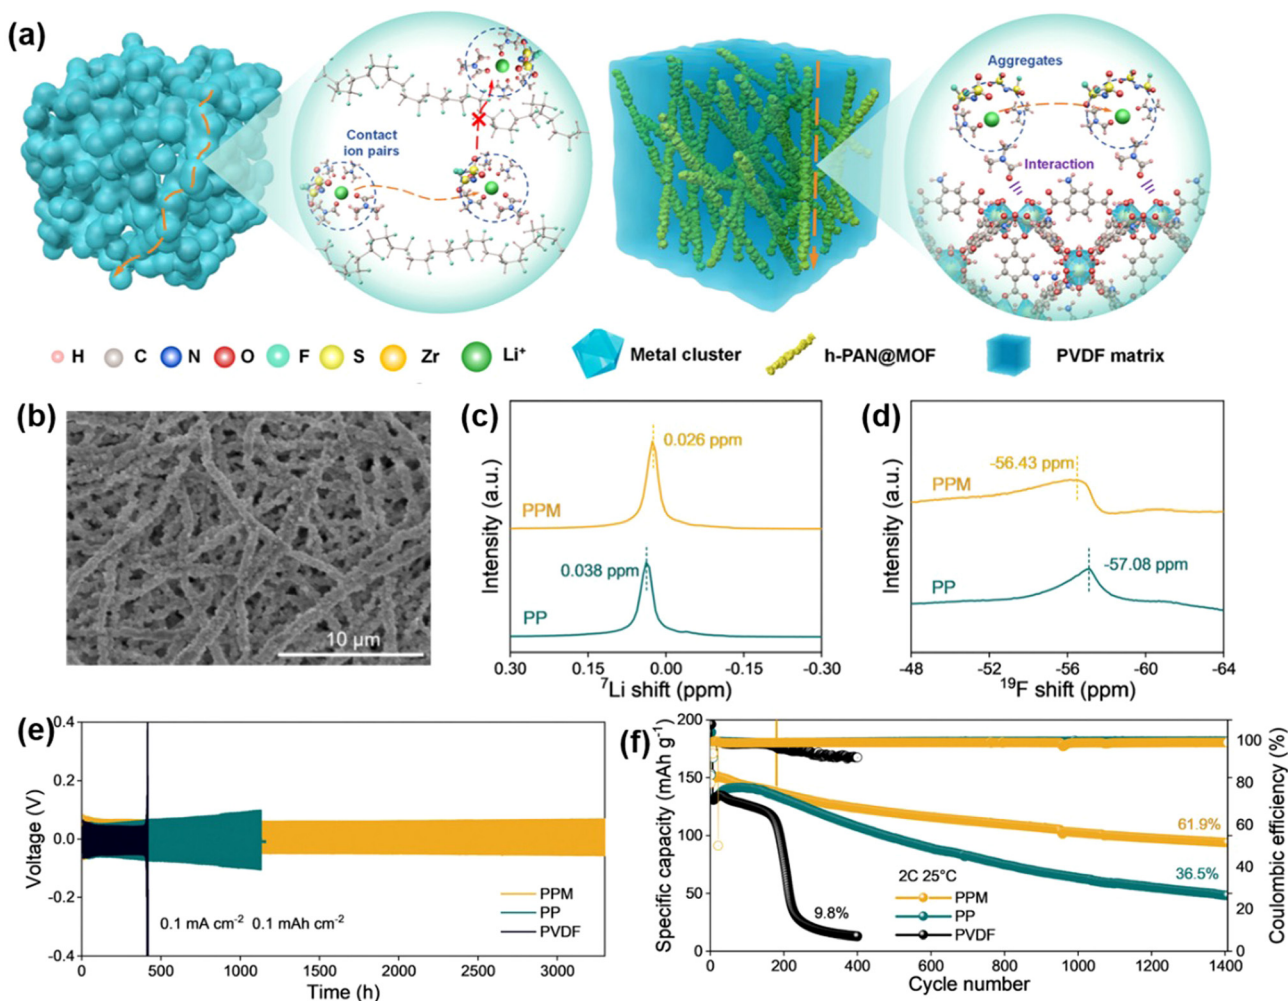 (a)
Contact
ion pairs
Aggregates
Interaction
H C N O F S Zr Li⁺ Metal cluster h-PAN@MOF PVDF matrix
(b)
10 μm
(c)
Intensity (a.u.)
0.026 ppm
PPM
0.038 ppm
PP
0.30 0.15 0.00 -0.15 -0.30
⁷Li shift (ppm)
(d)
Intensity (a.u.)
-56.43 ppm
PPM
-57.08 ppm
PP
-48 -52 -56 -60 -64
¹⁹F shift (ppm)
(e)
Voltage (V)
0.4
0.2
0.0
-0.2
-0.4
PPM
PP
PVDF
0.1 mA cm⁻² 0.1 mAh cm⁻²
0 500 1000 1500 2000 2500 3000
Time (h)
(f)
Specific capacity (mAh g⁻¹)
200
150
100
50
0
61.9%
36.5%
9.8%
2C 25°C
PPM
PP
PVDF
0 200 400 600 800 1000 1200 1400
Cycle number
100
80
60
40
20
0
Coulombic efficiency (%)